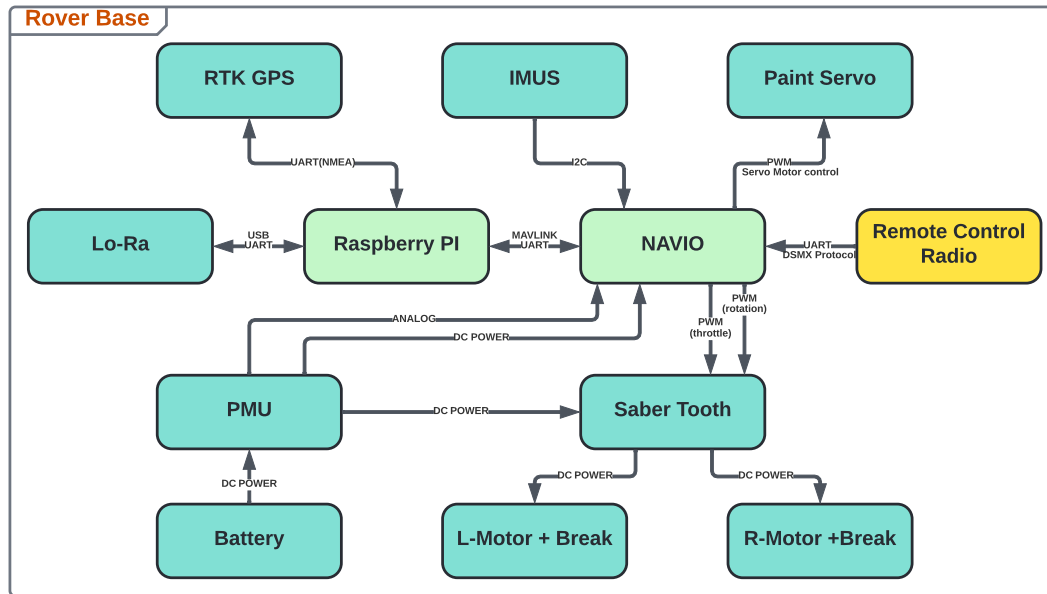 Rover Base
RTK GPS
IMUS
Paint Servo
UART(NMEA)
I2C
PWM
Servo Motor control
Lo-Ra
USB
UART
Raspberry PI
MAVLINK
UART
NAVIO
UART
DSMX Protocol
Remote Control
Radio
ANALOG
DC POWER
PWM
(throttle)
PWM
(rotation)
PMU
DC POWER
Saber Tooth
DC POWER
DC POWER
DC POWER
Battery
L-Motor + Break
R-Motor +Break